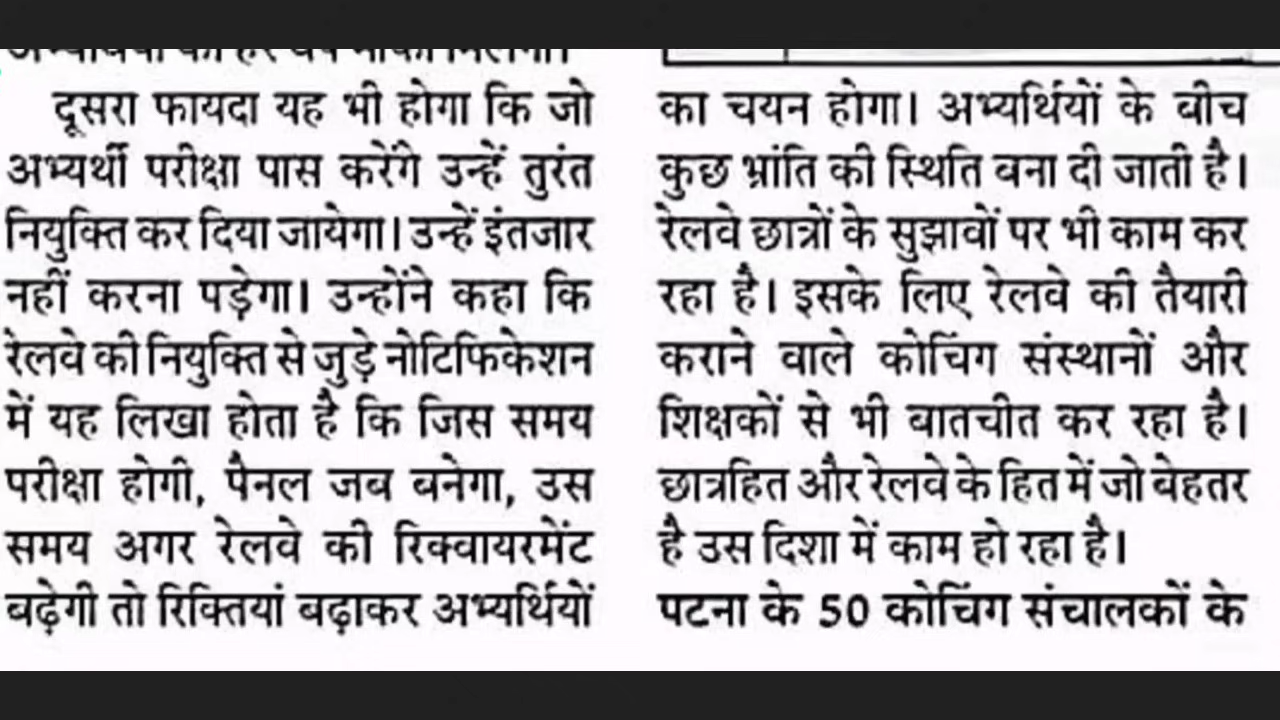 दूसरा फायदा यह भी होगा कि जो
अभ्यर्थी परीक्षा पास करेंगे उन्हें तुरंत
नियुक्ति कर दिया जायेगा। उन्हें इंतजार
नहीं करना पड़ेगा। उन्होंने कहा कि
रेलवे की नियुक्ति से जुड़े नोटिफिकेशन
में यह लिखा होता है कि जिस समय
परीक्षा होगी, पैनल जब बनेगा, उस
समय अगर रेलवे की रिक्वायरमेंट
बढ़ेगी तो रिक्तियां बढ़ाकर अभ्यर्थियों
का चयन होगा। अभ्यर्थियों के बीच
कुछ भ्रांति की स्थिति बना दी जाती है।
रेलवे छात्रों के सुझावों पर भी काम कर
रहा है। इसके लिए रेलवे की तैयारी
कराने वाले कोचिंग संस्थानों और
शिक्षकों से भी बातचीत कर रहा है।
छात्रहित और रेलवे के हित में जो बेहतर
है उस दिशा में काम हो रहा है।
पटना के 50 कोचिंग संचालकों के